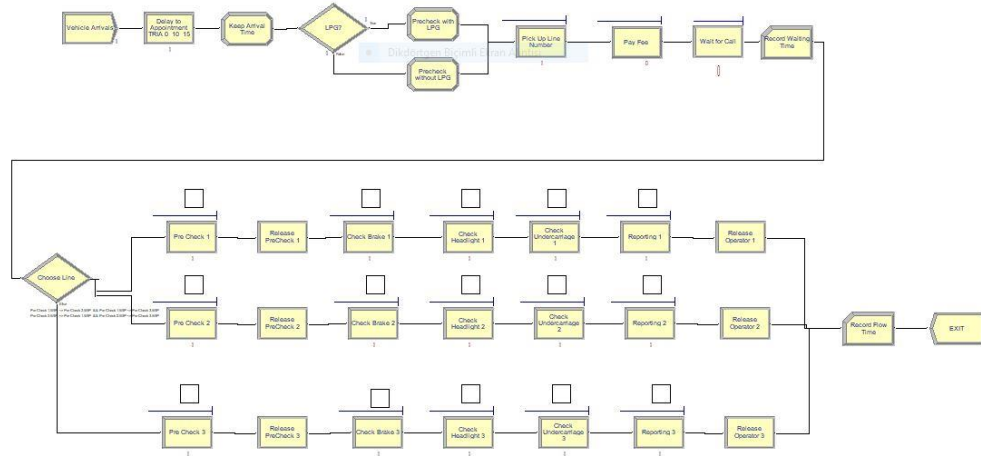 Vehicle Arrivals
Delay to
Appointment
TRIA 0 10 15
Keep Arrival
Time
LPG?
True
False
Precheck with
LPG
Precheck
without LPG
Dikdörtgen Biçimli Ekran
Pick Up Line
Number
Pay Fee
Wait for Call
Record Waiting
Time
Choose Line
Pre Check 1
Release
PreCheck 1
Check Brake 1
Check
Headlight 1
Check
Undercarriage
1
Reporting 1
Release
Operator 1
Pre Check 2
Release
PreCheck 2
Check Brake 2
Check
Headlight 2
Check
Undercarriage
2
Reporting 2
Release
Operator 2
Pre Check 3
Release
PreCheck 3
Check Brake 3
Check
Headlight 3
Check
Undercarriage
3
Reporting 3
Release
Operator 3
Record Flow
Time
EXIT